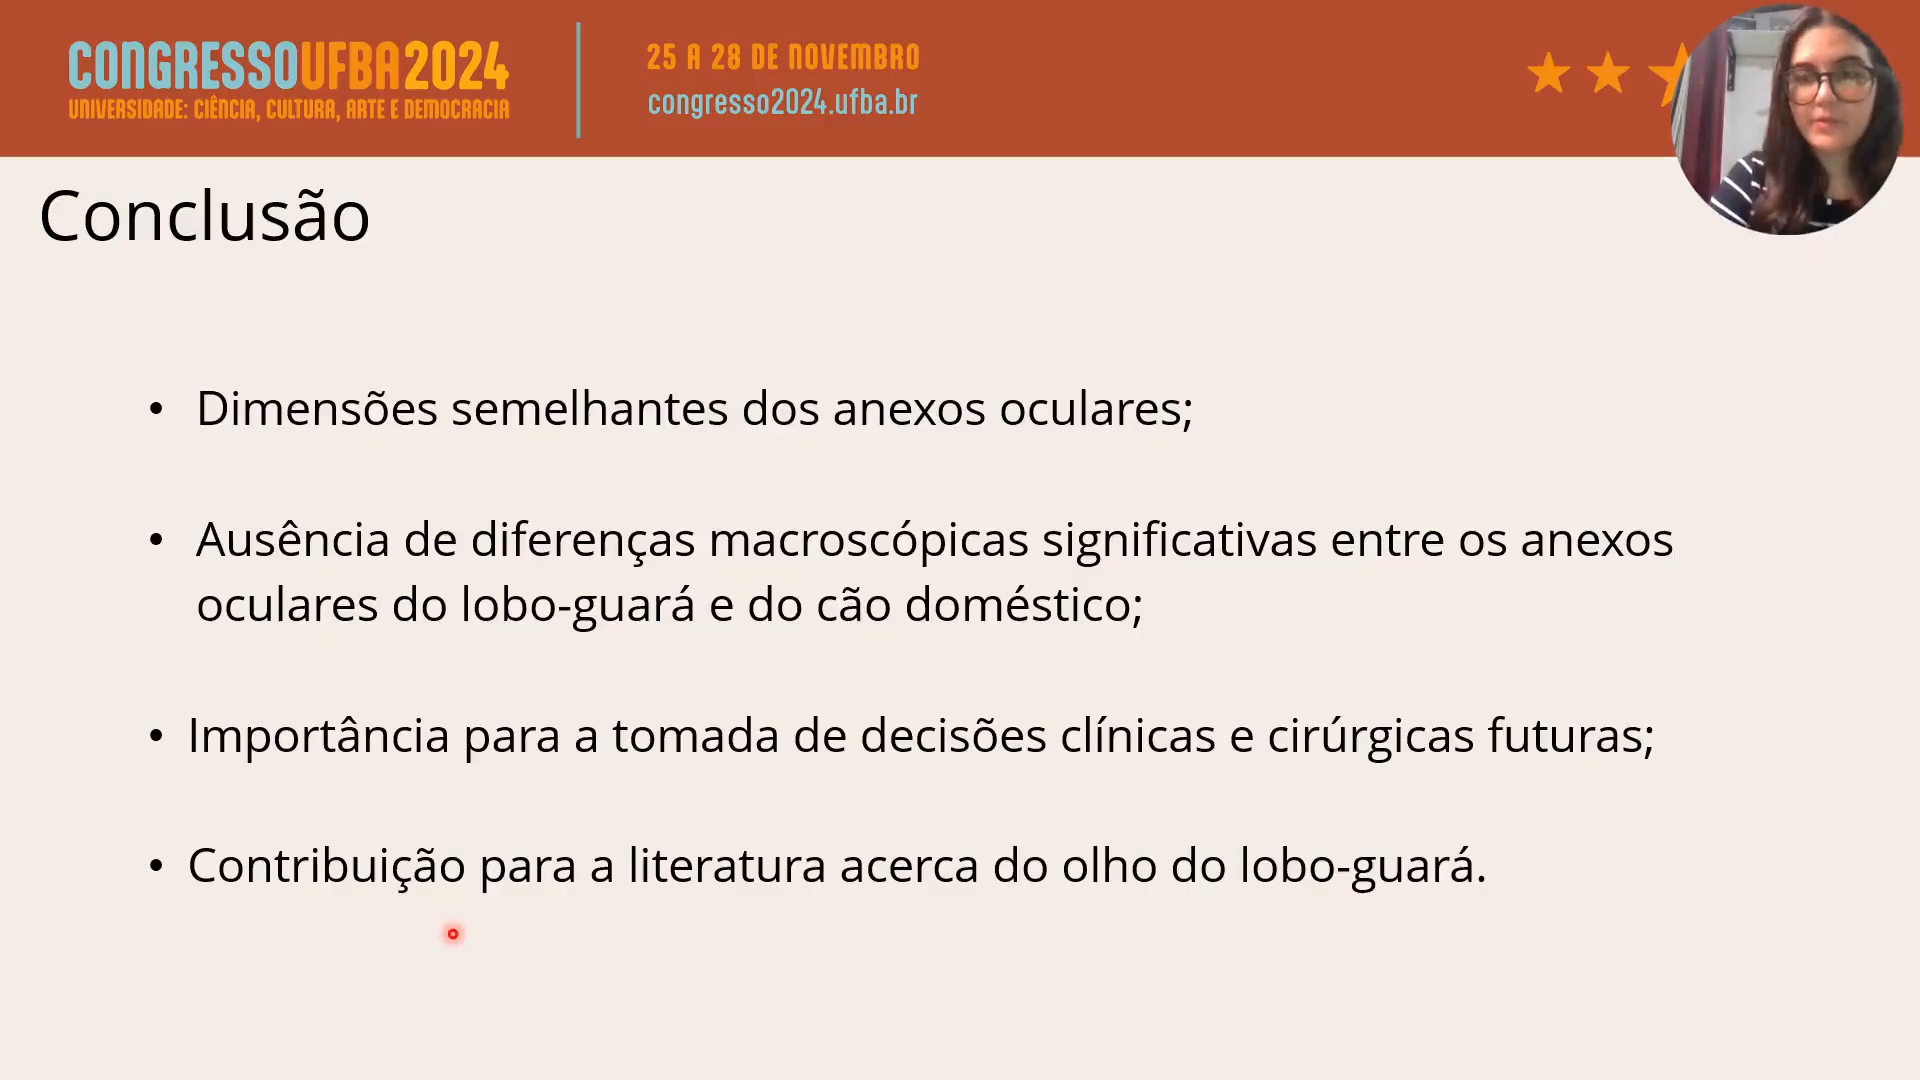 CONGRESSOUFBA2024
UNIVERSIDADE: CIÊNCIA, CULTURA, ARTE E DEMOCRACIA
25 A 28 DE NOVEMBRO
congresso2024.ufba.br
Conclusão
• Dimensões semelhantes dos anexos oculares;
• Ausência de diferenças macroscópicas significativas entre os anexos
oculares do lobo-guará e do cão doméstico;
• Importância para a tomada de decisões clínicas e cirúrgicas futuras;
• Contribuição para a literatura acerca do olho do lobo-guará.